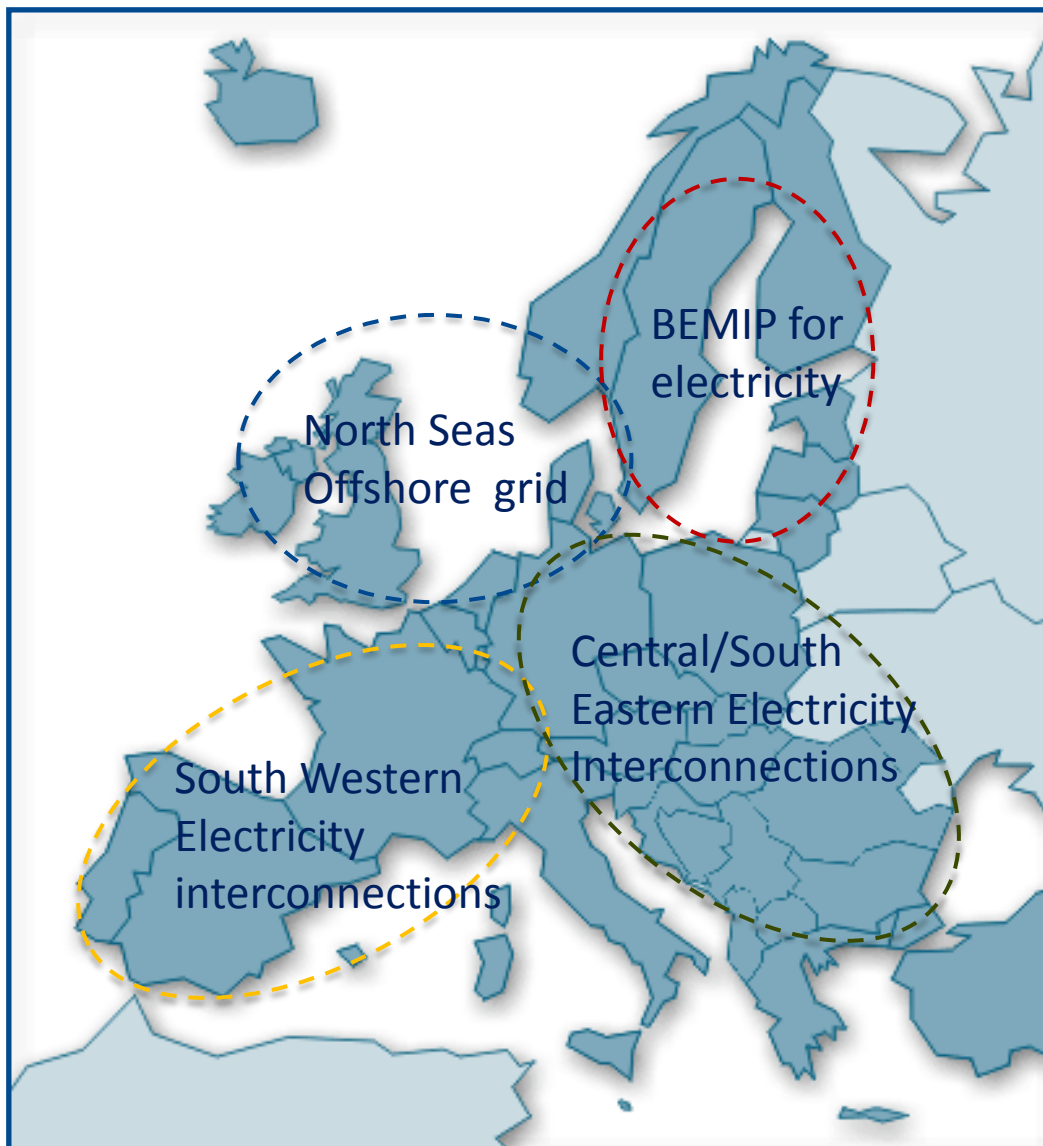 BEMIP for
electricity
North Seas
Offshore grid
Central/South
Eastern Electricity
Interconnections
South Western
Electricity
interconnections